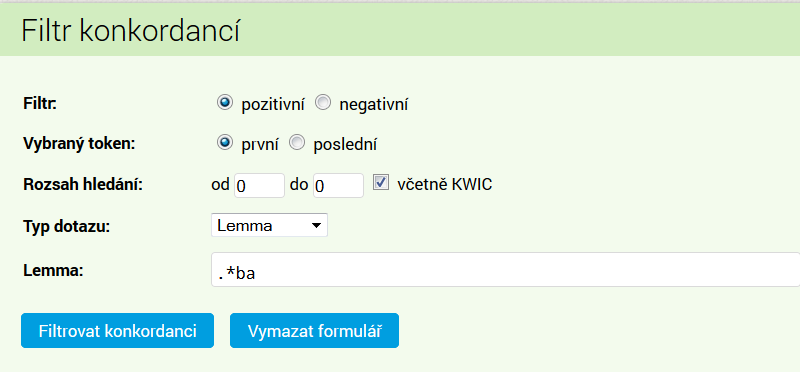 Filtr konkordancí
Filtr: pozitivní negativní
Vybraný token: první poslední
Rozsah hledání: od 0 do 0 včetně KWIC
Typ dotazu: Lemma
Lemma: .*ba
Filtrovat konkordanci Vymazat formulář